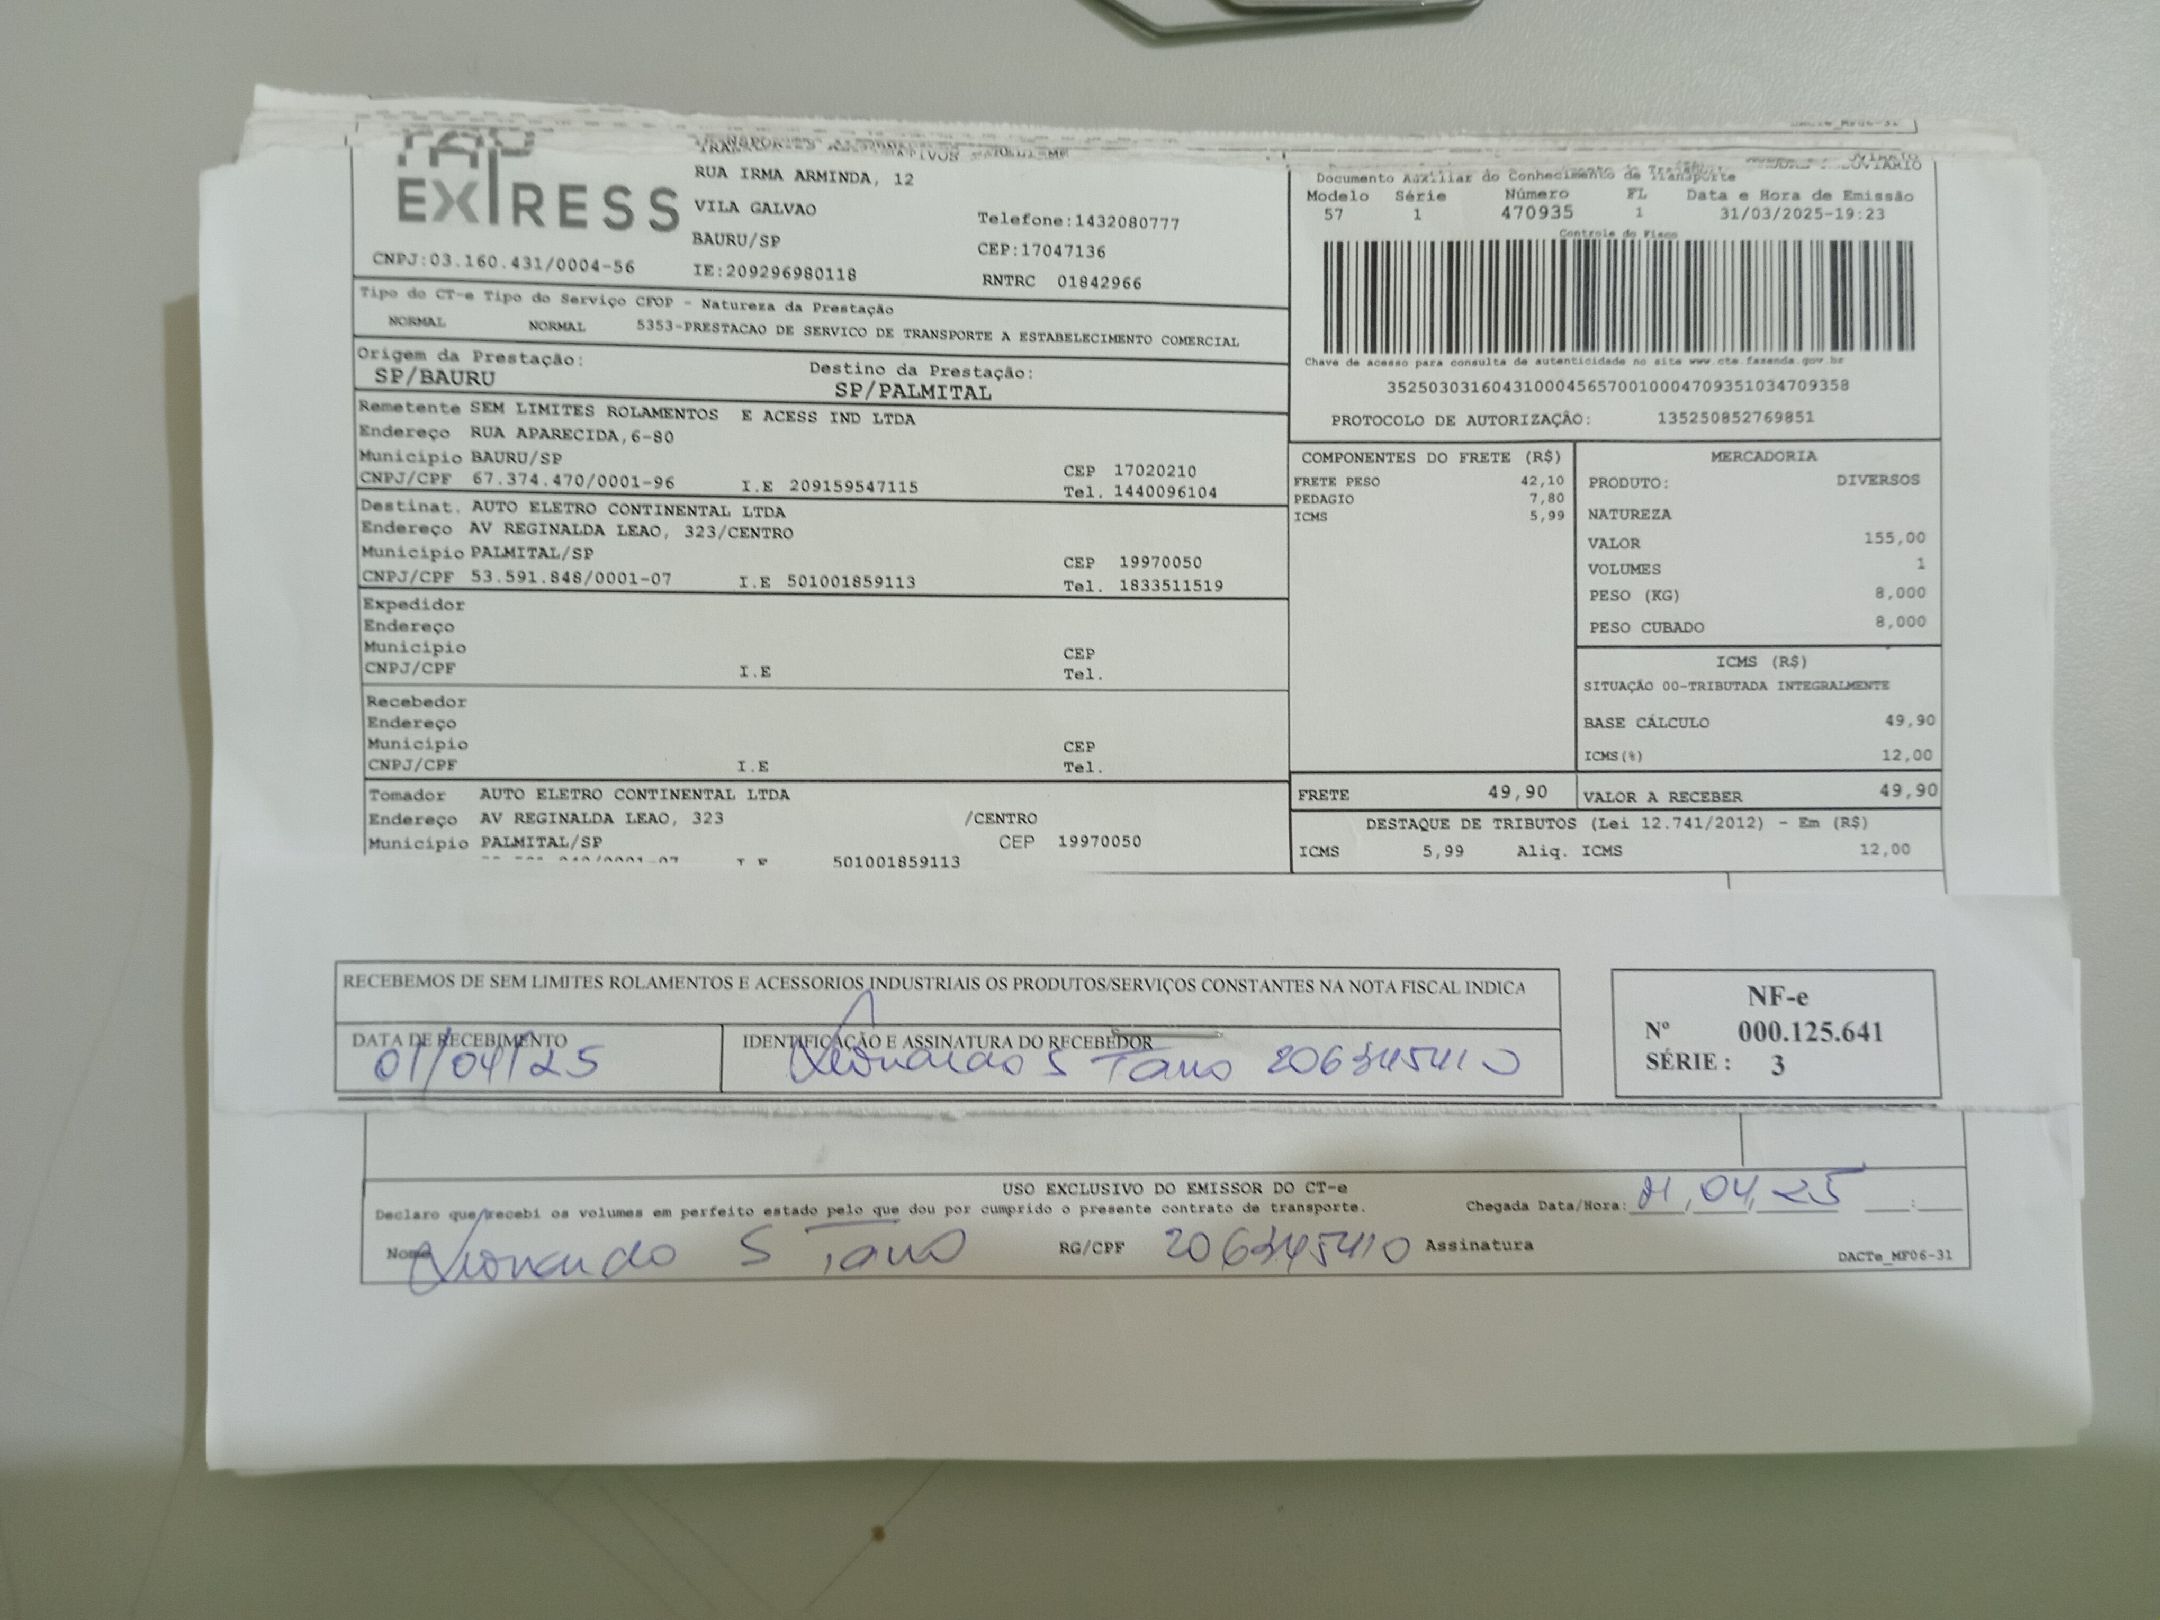 DACTe_MF06-31
EXPRESS
RUA IRMA ARMINDA, 12
VILA GALVAO
BAURU/SP
Telefone:1432080777
CEP:17047136
CNPJ:03.160.431/0004-56
IE:209296980118
RNTRC 01842966
Documento Auxiliar do Conhecimento de Transporte
Modelo Série Número FL Data e Hora de Emissão
57 1 470935 1 31/03/2025-19:23
Controle do Fisco
Chave de acesso para consulta de autenticidade no site www.cte.fazenda.gov.br
35250303160431000456570010004709351034709358
PROTOCOLO DE AUTORIZAÇÃO: 135250852769851
Tipo do CT-e Tipo do Serviço CFOP - Natureza da Prestação
NORMAL NORMAL 5353-PRESTACAO DE SERVICO DE TRANSPORTE A ESTABELECIMENTO COMERCIAL
Origem da Prestação: Destino da Prestação:
SP/BAURU SP/PALMITAL
Remetente SEM LIMITES ROLAMENTOS E ACESS IND LTDA
Endereço RUA APARECIDA,6-80
Município BAURU/SP CEP 17020210
CNPJ/CPF 67.374.470/0001-96 I.E 209159547115 Tel. 1440096104
Destinat. AUTO ELETRO CONTINENTAL LTDA
Endereço AV REGINALDA LEAO, 323/CENTRO
Município PALMITAL/SP CEP 19970050
CNPJ/CPF 53.591.848/0001-07 I.E 501001859113 Tel. 1833511519
Expedidor
Endereço
Município CEP
CNPJ/CPF I.E Tel.
Recebedor
Endereço
Município CEP
CNPJ/CPF I.E Tel.
Tomador AUTO ELETRO CONTINENTAL LTDA
Endereço AV REGINALDA LEAO, 323 /CENTRO
Município PALMITAL/SP CEP 19970050
501001859113
COMPONENTES DO FRETE (R$)
FRETE PESO 42,10
PEDAGIO 7,80
ICMS 5,99
MERCADORIA
PRODUTO: DIVERSOS
NATUREZA
VALOR 155,00
VOLUMES 1
PESO (KG) 8,000
PESO CUBADO 8,000
ICMS (R$)
SITUAÇÃO 00-TRIBUTADA INTEGRALMENTE
BASE CÁLCULO 49,90
ICMS(%) 12,00
FRETE 49,90 VALOR A RECEBER 49,90
DESTAQUE DE TRIBUTOS (Lei 12.741/2012) - Em (R$)
ICMS 5,99 Aliq. ICMS 12,00
RECEBEMOS DE SEM LIMITES ROLAMENTOS E ACESSORIOS INDUSTRIAIS OS PRODUTOS/SERVIÇOS CONSTANTES NA NOTA FISCAL INDICA
DATA DE RECEBIMENTO IDENTIFICAÇÃO E ASSINATURA DO RECEBEDOR
01/04/25 Leonardo S 206345410
NF-e
Nº 000.125.641
SÉRIE : 3
USO EXCLUSIVO DO EMISSOR DO CT-e
Declaro que recebi os volumes em perfeito estado pelo que dou por cumprido o presente contrato de transporte. Chegada Data/Hora: 01,04,25 :
Nome Leonardo S RG/CPF 206345410 Assinatura
DACTe_MF06-31